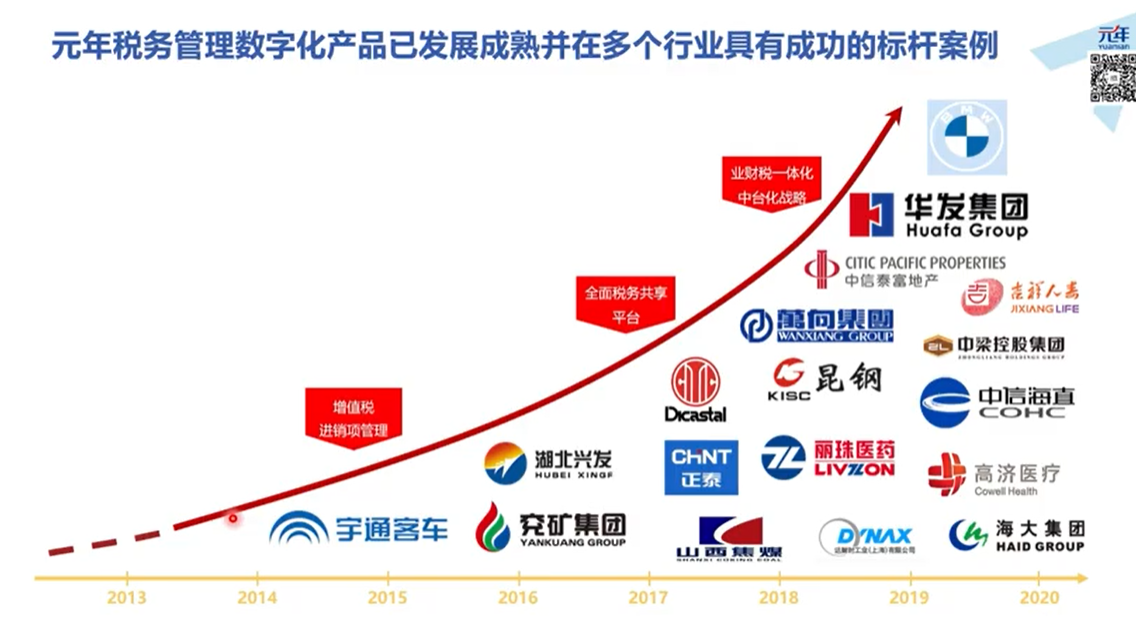 元年税务管理数字化产品已发展成熟并在多个行业具有成功的标杆案例
元年
YUANIAN
BMW
业财税一体化
中台化战略
华发集团
Huafa Group
CITIC PACIFIC PROPERTIES
中信泰富地产
吉祥人寿
JIXIANG LIFE
全面税务共享
平台
萬向集團
WANXIANG GROUP
中梁控股集团
ZHONGLIANG HOLDINGS GROUP
Dicastal
KISC 昆钢
中信海直
COHC
增值税
进销项管理
湖北兴发
HUBEI XINGF
CHNT
正泰
丽珠医药
LIVZON
高济医疗
Cowell Health
宇通客车
兖矿集团
YANKUANG GROUP
山西焦煤
SHANXI COKING COAL
DYNAX
达耐时工业(上海)有限公司
海大集团
HAID GROUP
2013 2014 2015 2016 2017 2018 2019 2020